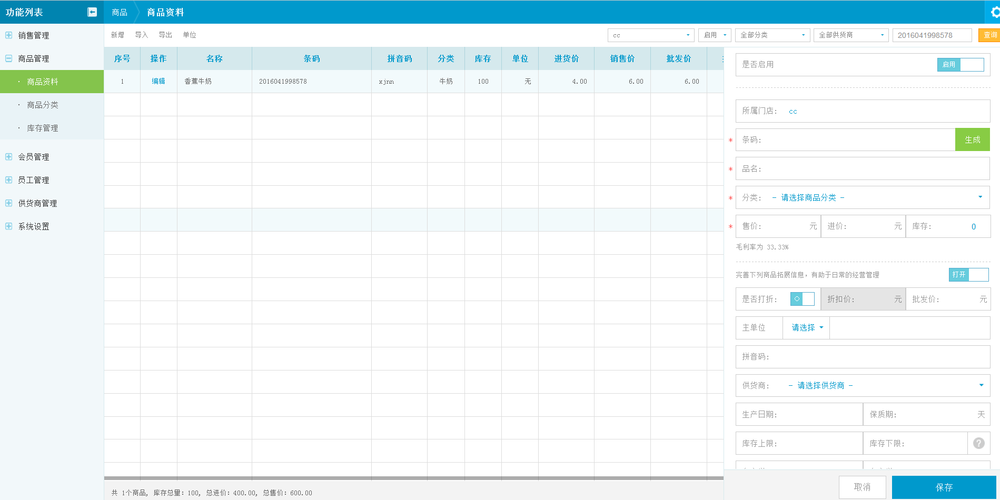 功能列表
商品 商品资料
销售管理
商品管理
· 商品资料
· 商品分类
· 库存管理
会员管理
员工管理
供货商管理
系统设置
新增 导入 导出 单位
cc 启用 全部分类 全部供货商 2016041998578 查询
序号 操作 名称 条码 拼音码 分类 库存 单位 进货价 销售价 批发价
1 编辑 香蕉牛奶 2016041998578 xjnn 牛奶 100 无 4.00 6.00 6.00
共 1个商品, 库存总量: 100, 总进价: 400.00, 总售价: 600.00
是否启用 启用
所属门店: cc
* 条码: 生成
* 品名:
* 分类: - 请选择商品分类 -
* 售价: 元 进价: 元 库存: 0
毛利率为 33.33%
完善下列商品拓展信息，有助于日常的经营管理 打开
是否打折: 折扣价: 元 批发价: 元
主单位 请选择
拼音码:
供货商: - 请选择供货商 -
生产日期: 保质期: 天
库存上限: 库存下限: ?
取消 保存